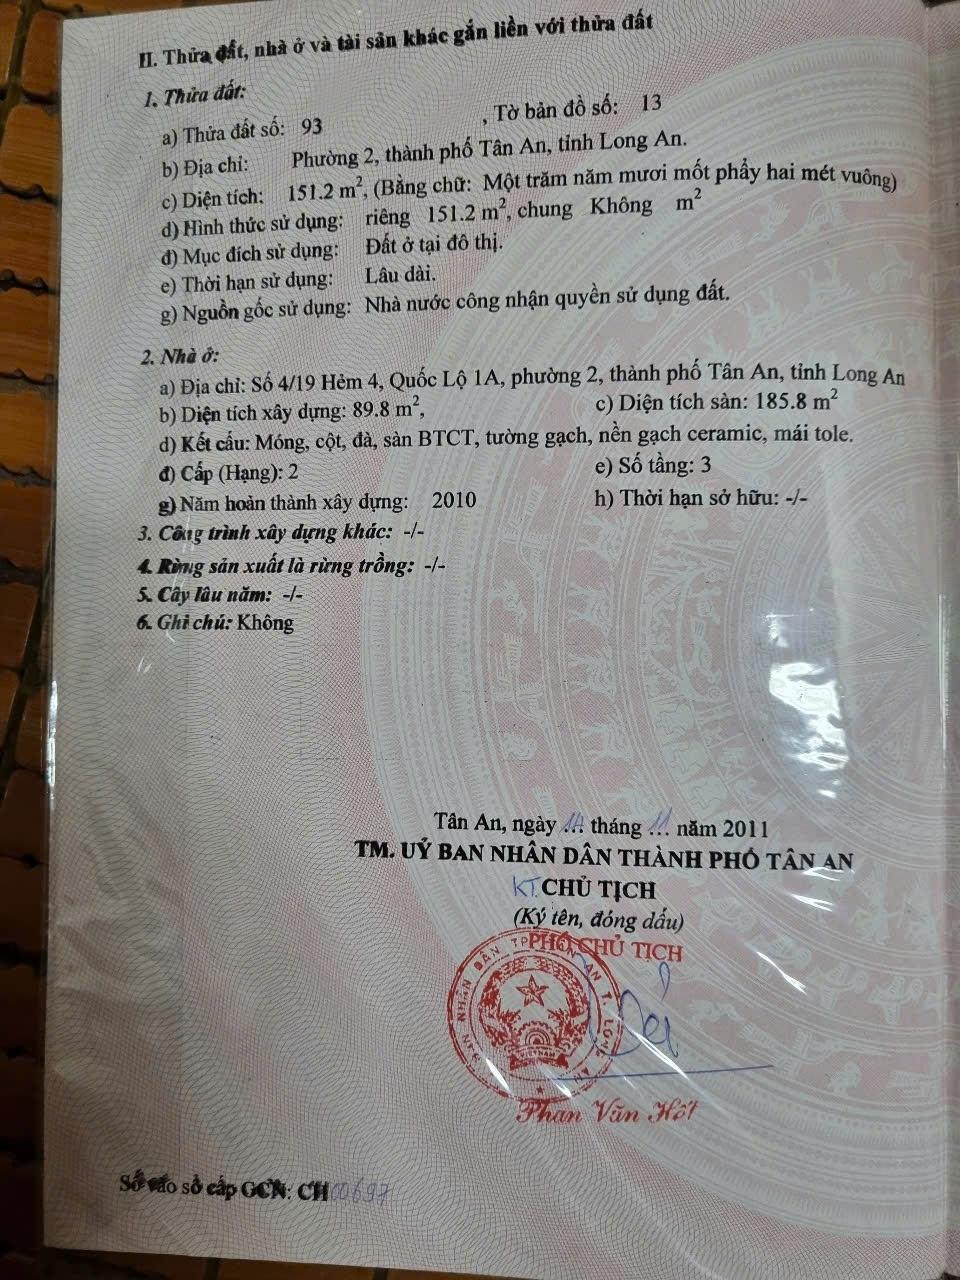 II. Thửa đất, nhà ở và tài sản khác gắn liền với thửa đất
1. Thửa đất:
a) Thửa đất số: 93 , Tờ bản đồ số: 13
b) Địa chỉ: Phường 2, thành phố Tân An, tỉnh Long An.
c) Diện tích: 151.2 m², (Bằng chữ: Một trăm năm mươi mốt phẩy hai mét vuông)
d) Hình thức sử dụng: riêng 151.2 m², chung Không m²
đ) Mục đích sử dụng: Đất ở tại đô thị.
e) Thời hạn sử dụng: Lâu dài.
g) Nguồn gốc sử dụng: Nhà nước công nhận quyền sử dụng đất.
2. Nhà ở:
a) Địa chỉ: Số 4/19 Hẻm 4, Quốc Lộ 1A, phường 2, thành phố Tân An, tỉnh Long An
b) Diện tích xây dựng: 89.8 m², c) Diện tích sàn: 185.8 m²
d) Kết cấu: Móng, cột, đà, sàn BTCT, tường gạch, nền gạch ceramic, mái tole.
đ) Cấp (Hạng): 2 e) Số tầng: 3
g) Năm hoàn thành xây dựng: 2010 h) Thời hạn sở hữu: -/-
3. Công trình xây dựng khác: -/-
4. Rừng sản xuất là rừng trồng: -/-
5. Cây lâu năm: -/-
6. Ghi chú: Không
Tân An, ngày ... tháng 11 năm 2011
TM. UỶ BAN NHÂN DÂN THÀNH PHỐ TÂN AN
KT. CHỦ TỊCH
(Ký tên, đóng dấu)
PHÓ CHỦ TỊCH
VIỆT NAM
Phan Văn Hốt
Số vào sổ cấp GCN: CH 00697